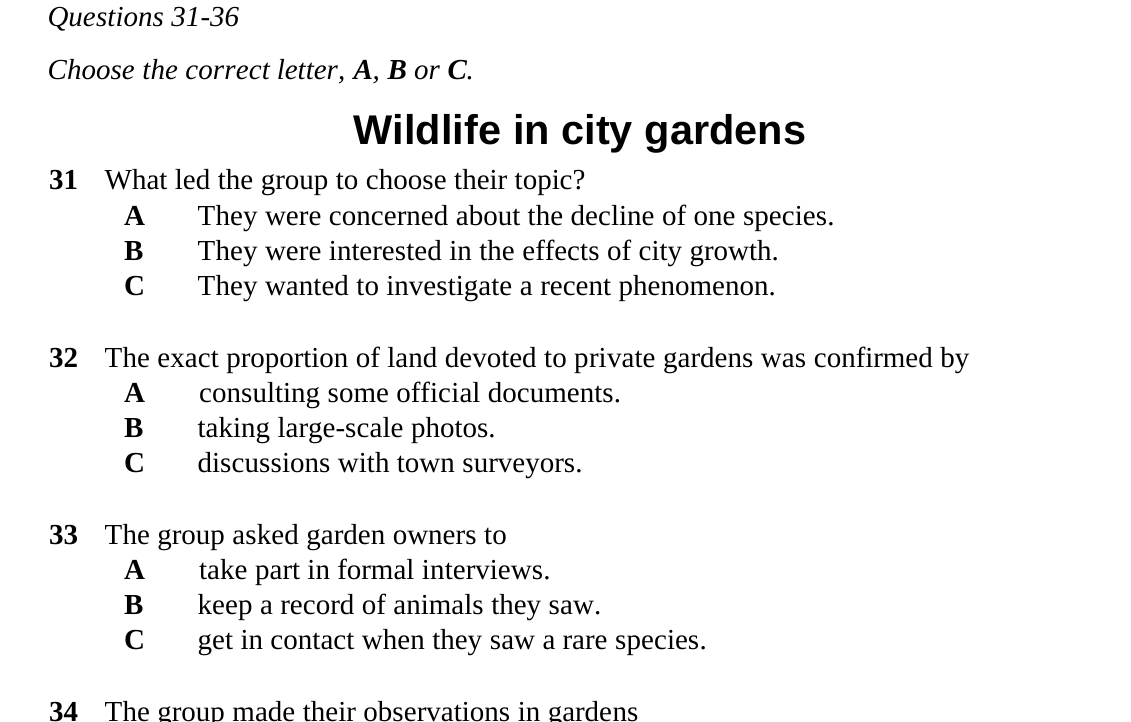 Questions 31-36
Choose the correct letter, A, B or C.
Wildlife in city gardens
31 What led the group to choose their topic?
A They were concerned about the decline of one species.
B They were interested in the effects of city growth.
C They wanted to investigate a recent phenomenon.
32 The exact proportion of land devoted to private gardens was confirmed by
A consulting some official documents.
B taking large-scale photos.
C discussions with town surveyors.
33 The group asked garden owners to
A take part in formal interviews.
B keep a record of animals they saw.
C get in contact when they saw a rare species.
34 The group made their observations in gardens